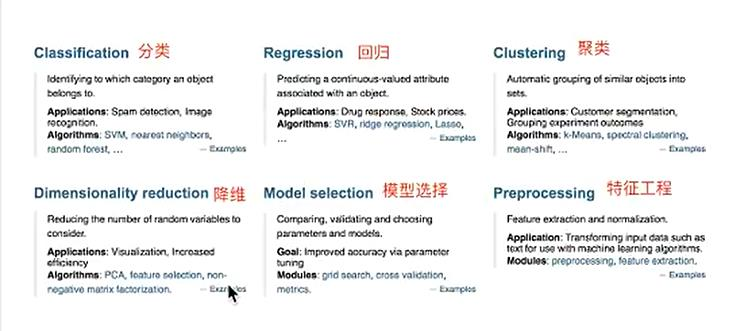 Classification 分类
Identifying to which category an object
belongs to.
Applications: Spam detection, Image
recognition.
Algorithms: SVM, nearest neighbors,
random forest, ...
— Examples
Regression 回归
Predicting a continuous-valued attribute
associated with an object.
Applications: Drug response, Stock prices.
Algorithms: SVR, ridge regression, Lasso,
...
— Examples
Clustering 聚类
Automatic grouping of similar objects into
sets.
Applications: Customer segmentation,
Grouping experiment outcomes
Algorithms: k-Means, spectral clustering,
mean-shift, ...
— Examples
Dimensionality reduction 降维
Reducing the number of random variables to
consider.
Applications: Visualization, Increased
efficiency
Algorithms: PCA, feature selection, non-
negative matrix factorization.
— Examples
Model selection 模型选择
Comparing, validating and choosing
parameters and models.
Goal: Improved accuracy via parameter
tuning
Modules: grid search, cross validation,
metrics.
— Examples
Preprocessing 特征工程
Feature extraction and normalization.
Application: Transforming input data such as
text for use with machine learning algorithms.
Modules: preprocessing, feature extraction.
— Examples